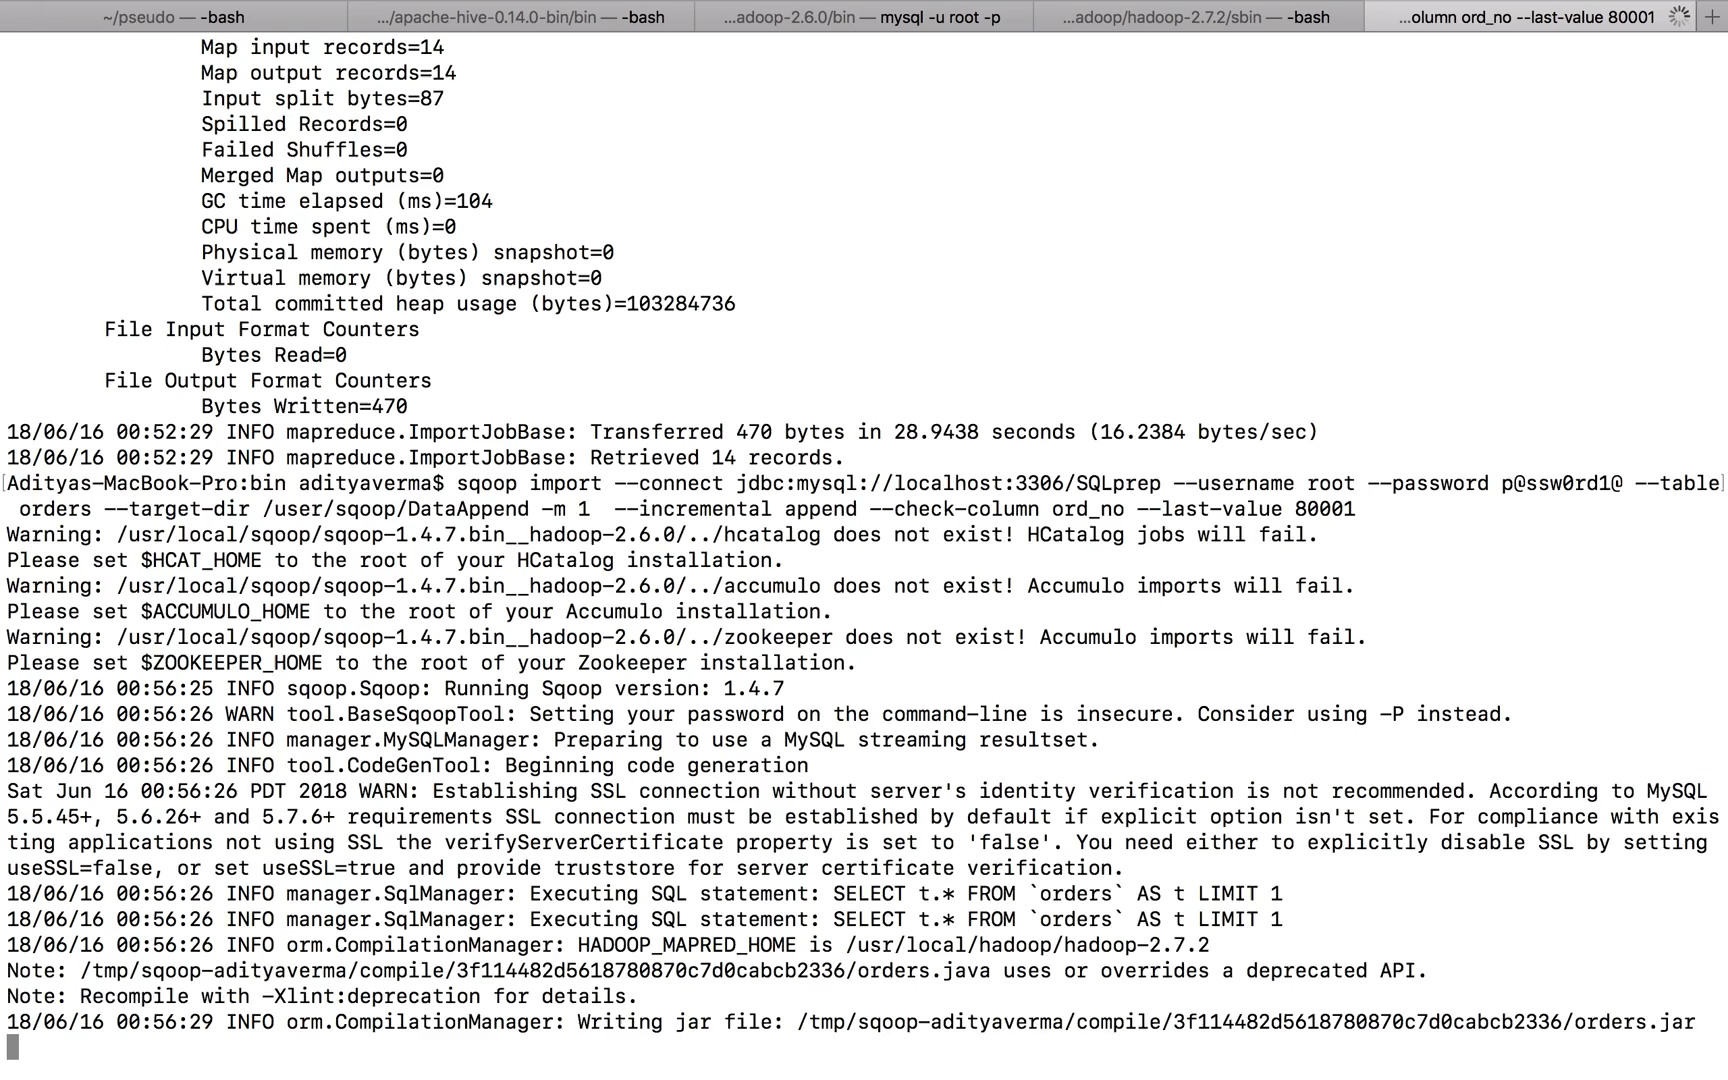 ~/pseudo — -bash
.../apache-hive-0.14.0-bin/bin — -bash
...adoop-2.6.0/bin — mysql -u root -p
...adoop/hadoop-2.7.2/sbin — -bash
...olumn ord_no --last-value 80001
+
Map input records=14
Map output records=14
Input split bytes=87
Spilled Records=0
Failed Shuffles=0
Merged Map outputs=0
GC time elapsed (ms)=104
CPU time spent (ms)=0
Physical memory (bytes) snapshot=0
Virtual memory (bytes) snapshot=0
Total committed heap usage (bytes)=103284736
File Input Format Counters
Bytes Read=0
File Output Format Counters
Bytes Written=470
18/06/16 00:52:29 INFO mapreduce.ImportJobBase: Transferred 470 bytes in 28.9438 seconds (16.2384 bytes/sec)
18/06/16 00:52:29 INFO mapreduce.ImportJobBase: Retrieved 14 records.
[Adityas-MacBook-Pro:bin adityaverma$ sqoop import --connect jdbc:mysql://localhost:3306/SQLprep --username root --password p@ssw0rd1@ --table]
orders --target-dir /user/sqoop/DataAppend -m 1  --incremental append --check-column ord_no --last-value 80001
Warning: /usr/local/sqoop/sqoop-1.4.7.bin__hadoop-2.6.0/../hcatalog does not exist! HCatalog jobs will fail.
Please set $HCAT_HOME to the root of your HCatalog installation.
Warning: /usr/local/sqoop/sqoop-1.4.7.bin__hadoop-2.6.0/../accumulo does not exist! Accumulo imports will fail.
Please set $ACCUMULO_HOME to the root of your Accumulo installation.
Warning: /usr/local/sqoop/sqoop-1.4.7.bin__hadoop-2.6.0/../zookeeper does not exist! Accumulo imports will fail.
Please set $ZOOKEEPER_HOME to the root of your Zookeeper installation.
18/06/16 00:56:25 INFO sqoop.Sqoop: Running Sqoop version: 1.4.7
18/06/16 00:56:26 WARN tool.BaseSqoopTool: Setting your password on the command-line is insecure. Consider using -P instead.
18/06/16 00:56:26 INFO manager.MySQLManager: Preparing to use a MySQL streaming resultset.
18/06/16 00:56:26 INFO tool.CodeGenTool: Beginning code generation
Sat Jun 16 00:56:26 PDT 2018 WARN: Establishing SSL connection without server's identity verification is not recommended. According to MySQL
5.5.45+, 5.6.26+ and 5.7.6+ requirements SSL connection must be established by default if explicit option isn't set. For compliance with exis
ting applications not using SSL the verifyServerCertificate property is set to 'false'. You need either to explicitly disable SSL by setting
useSSL=false, or set useSSL=true and provide truststore for server certificate verification.
18/06/16 00:56:26 INFO manager.SqlManager: Executing SQL statement: SELECT t.* FROM `orders` AS t LIMIT 1
18/06/16 00:56:26 INFO manager.SqlManager: Executing SQL statement: SELECT t.* FROM `orders` AS t LIMIT 1
18/06/16 00:56:26 INFO orm.CompilationManager: HADOOP_MAPRED_HOME is /usr/local/hadoop/hadoop-2.7.2
Note: /tmp/sqoop-adityaverma/compile/3f114482d5618780870c7d0cabcb2336/orders.java uses or overrides a deprecated API.
Note: Recompile with -Xlint:deprecation for details.
18/06/16 00:56:29 INFO orm.CompilationManager: Writing jar file: /tmp/sqoop-adityaverma/compile/3f114482d5618780870c7d0cabcb2336/orders.jar